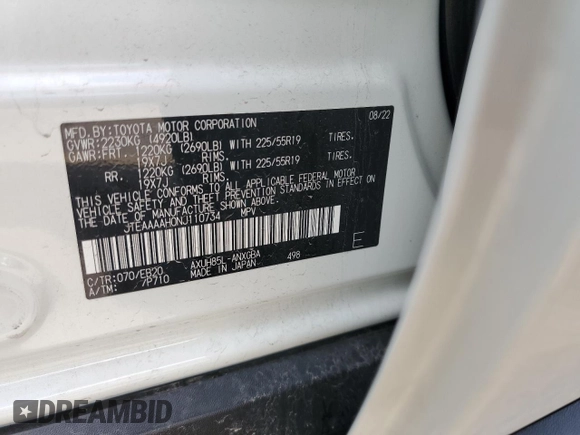 MFD.BY:TOYOTA MOTOR CORPORATION 08/22
GVWR:2230KG (4920LB)
GAWR:FRT 1220KG (2690LB) WITH 225/55R19 TIRES.
19X7J RIMS.
RR. 1220KG (2690LB) WITH 225/55R19 TIRES.
19X7J RIMS.
THIS VEHICLE CONFORMS TO ALL APPLICABLE FEDERAL MOTOR
VEHICLE SAFETY AND THEFT PREVENTION STANDARDS IN EFFECT
ON THE DATE OF MANUFACTURE SHOWN ABOVE.
JTEAAAAH0NJ110734 MPV
C/TR:070/EB20 AXUH85L-ANXGBA
A/TM: /P710 MADE IN JAPAN 498 E
DREAMBID